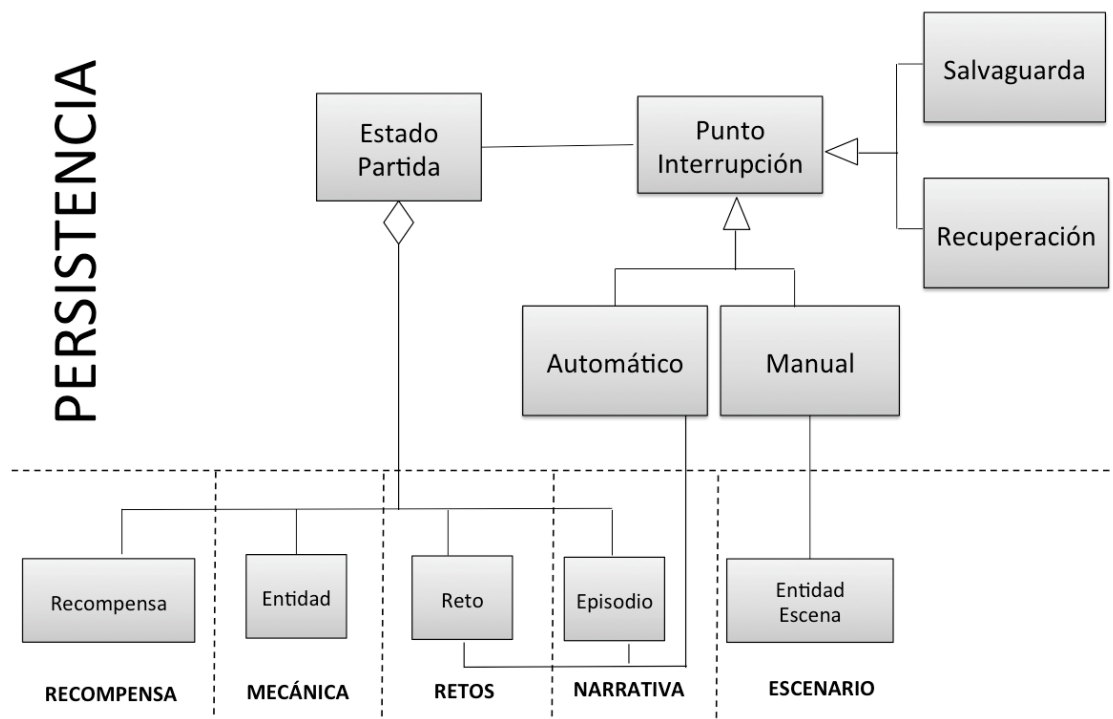 PERSISTENCIA
Estado
Partida
Punto
Interrupción
Salvaguarda
Recuperación
Automático
Manual
Recompensa
Entidad
Reto
Episodio
Entidad
Escena
RECOMPENSA
MECÁNICA
RETOS
NARRATIVA
ESCENARIO